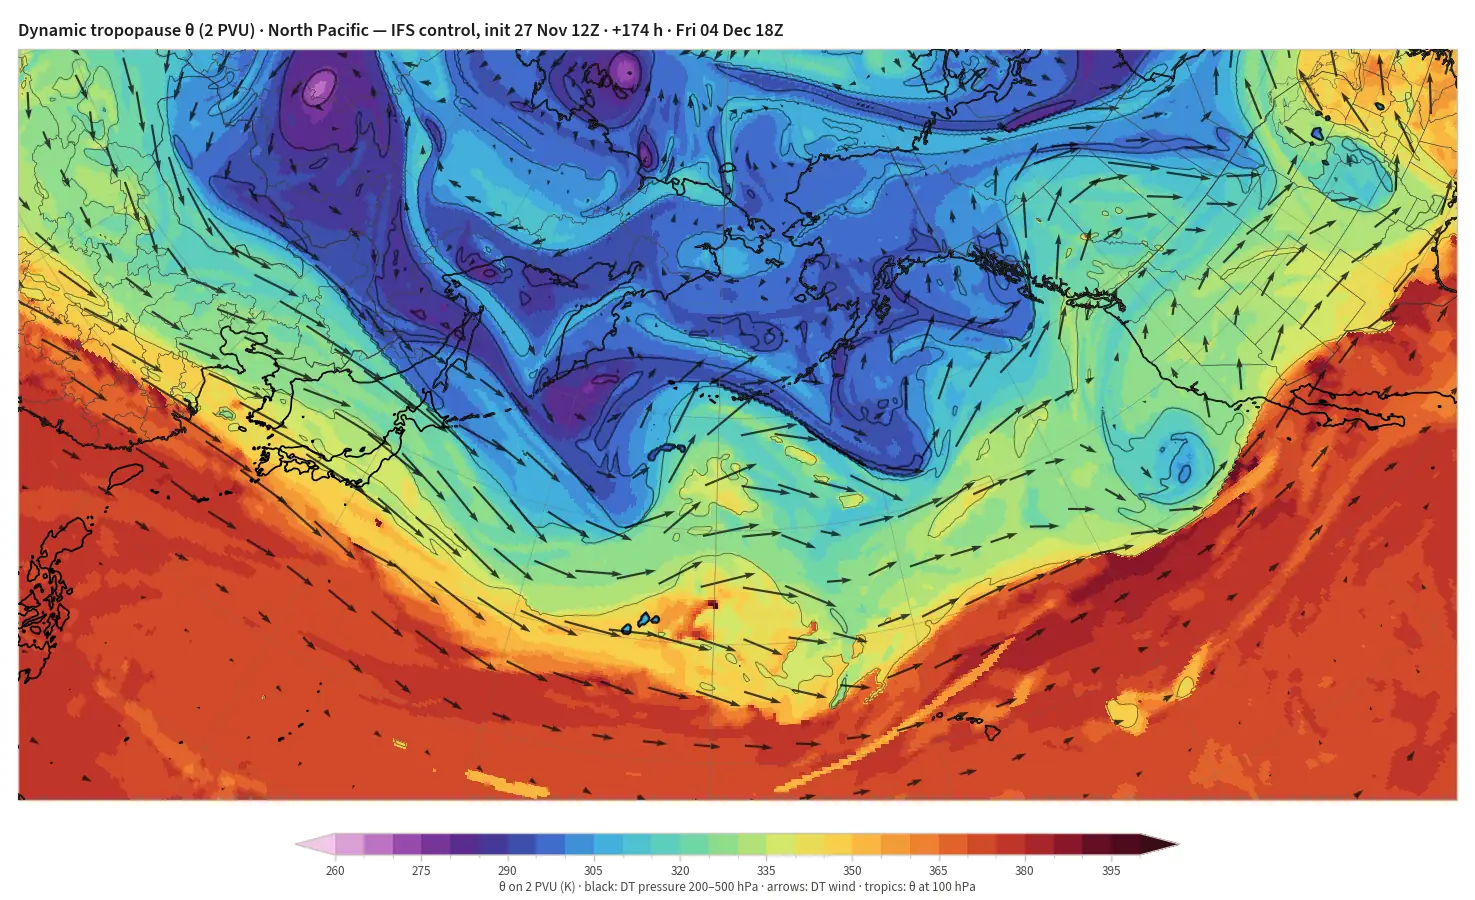 Dynamic tropopause θ (2 PVU) · North Pacific — IFS control, init 27 Nov 12Z · +174 h · Fri 04 Dec 18Z
260 275 290 305 320 335 350 365 380 395
θ on 2 PVU (K) · black: DT pressure 200–500 hPa · arrows: DT wind · tropics: θ at 100 hPa